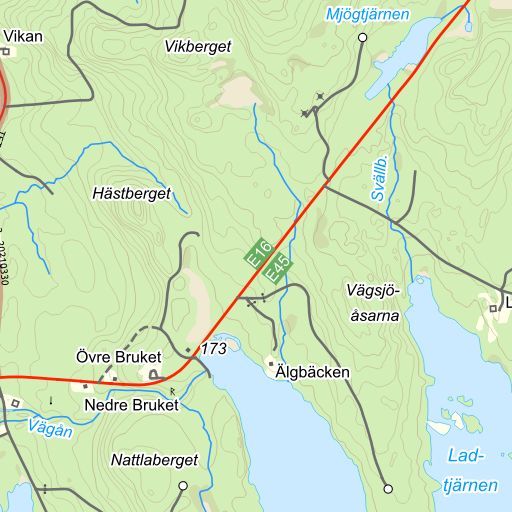 Mjögtjärnen
Vikan
Vikberget
Svällb.
Hästberget
20210330
E16
E45
Vägsjö-
åsarna
L
173
Övre Bruket
Älgbäcken
Nedre Bruket
Vägån
Nattlaberget
Lad-
tjärnen